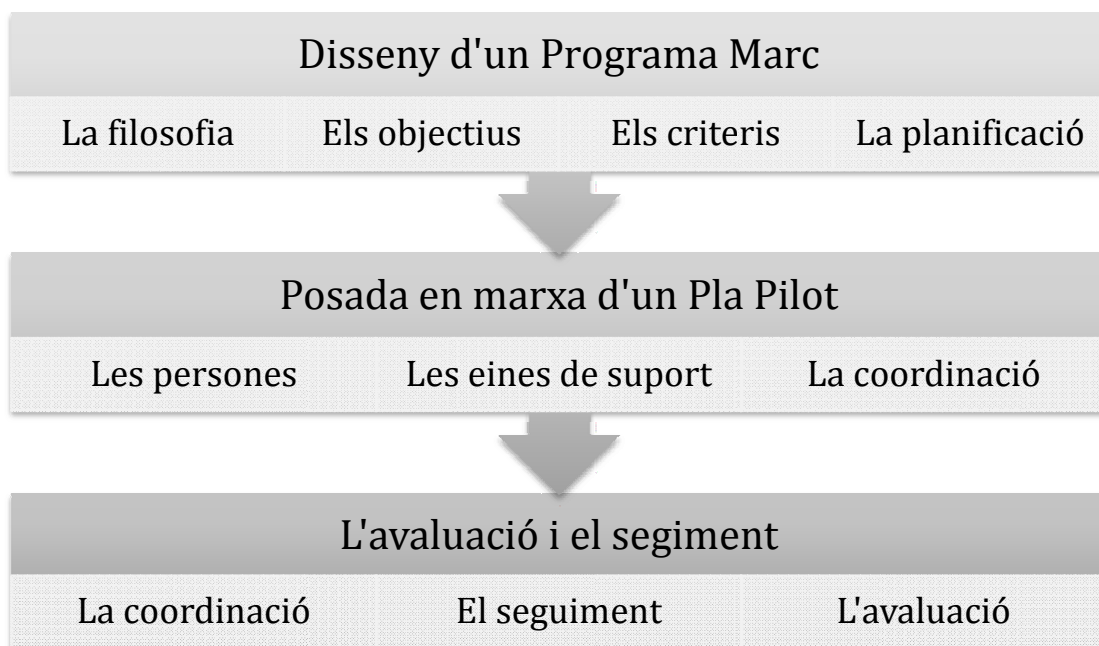 Disseny d'un Programa Marc
La filosofia Els objectius Els criteris La planificació
Posada en marxa d'un Pla Pilot
Les persones Les eines de suport La coordinació
L'avaluació i el segiment
La coordinació El seguiment L'avaluació